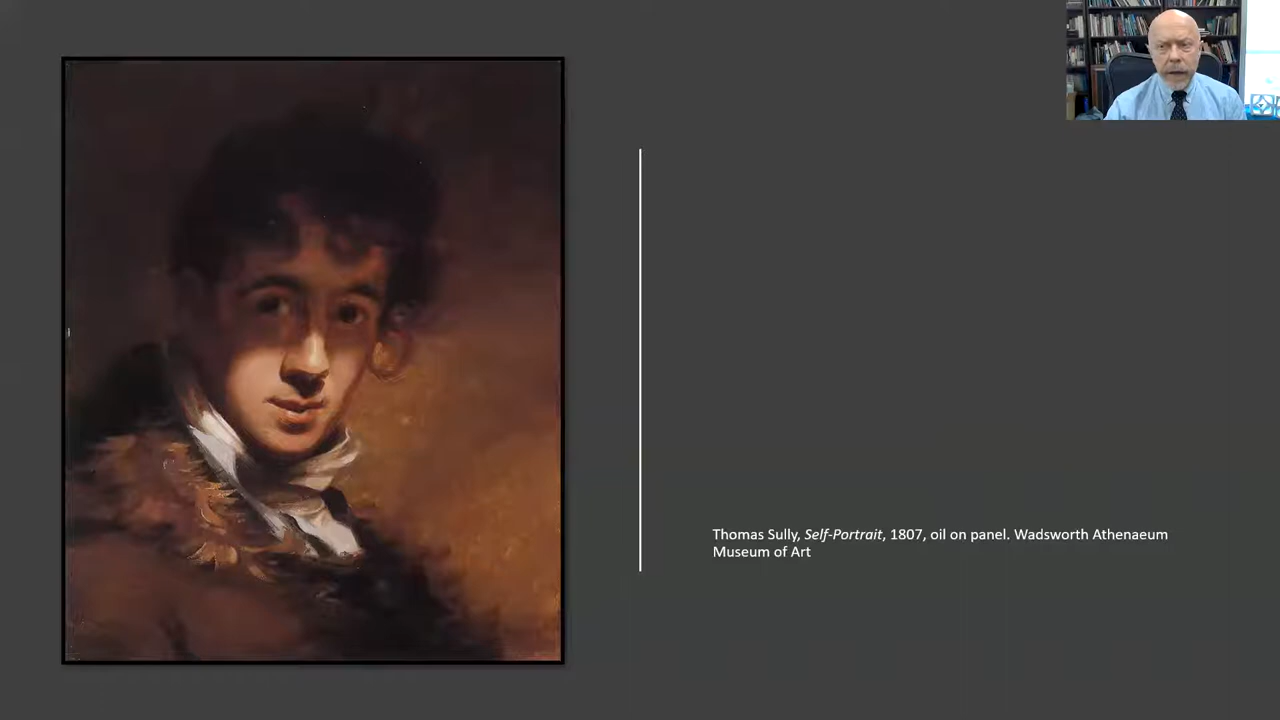 Thomas Sully, Self-Portrait, 1807, oil on panel. Wadsworth Athenaeum
Museum of Art